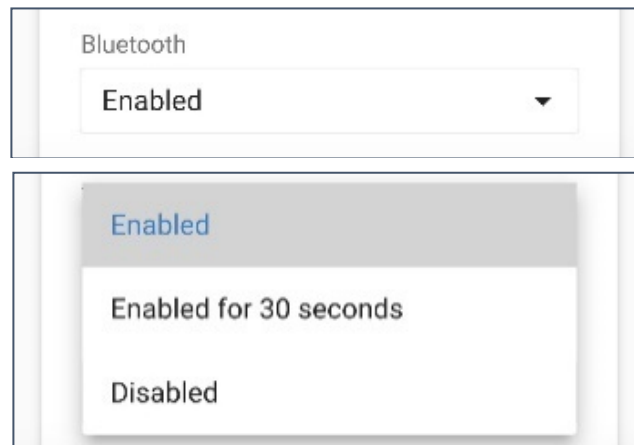 Bluetooth
Enabled
Enabled
Enabled for 30 seconds
Disabled